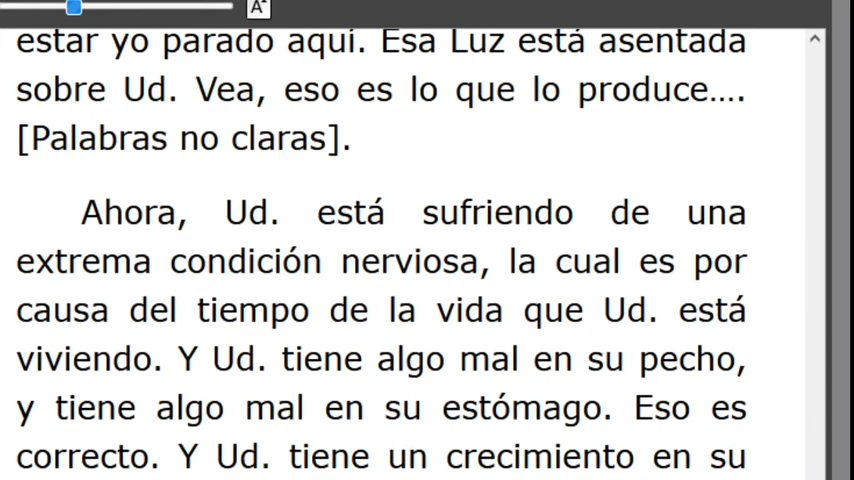 A
estar yo parado aquí. Esa Luz está asentada
sobre Ud. Vea, eso es lo que lo produce....
[Palabras no claras].
Ahora, Ud. está sufriendo de una
extrema condición nerviosa, la cual es por
causa del tiempo de la vida que Ud. está
viviendo. Y Ud. tiene algo mal en su pecho,
y tiene algo mal en su estómago. Eso es
correcto. Y Ud. tiene un crecimiento en su